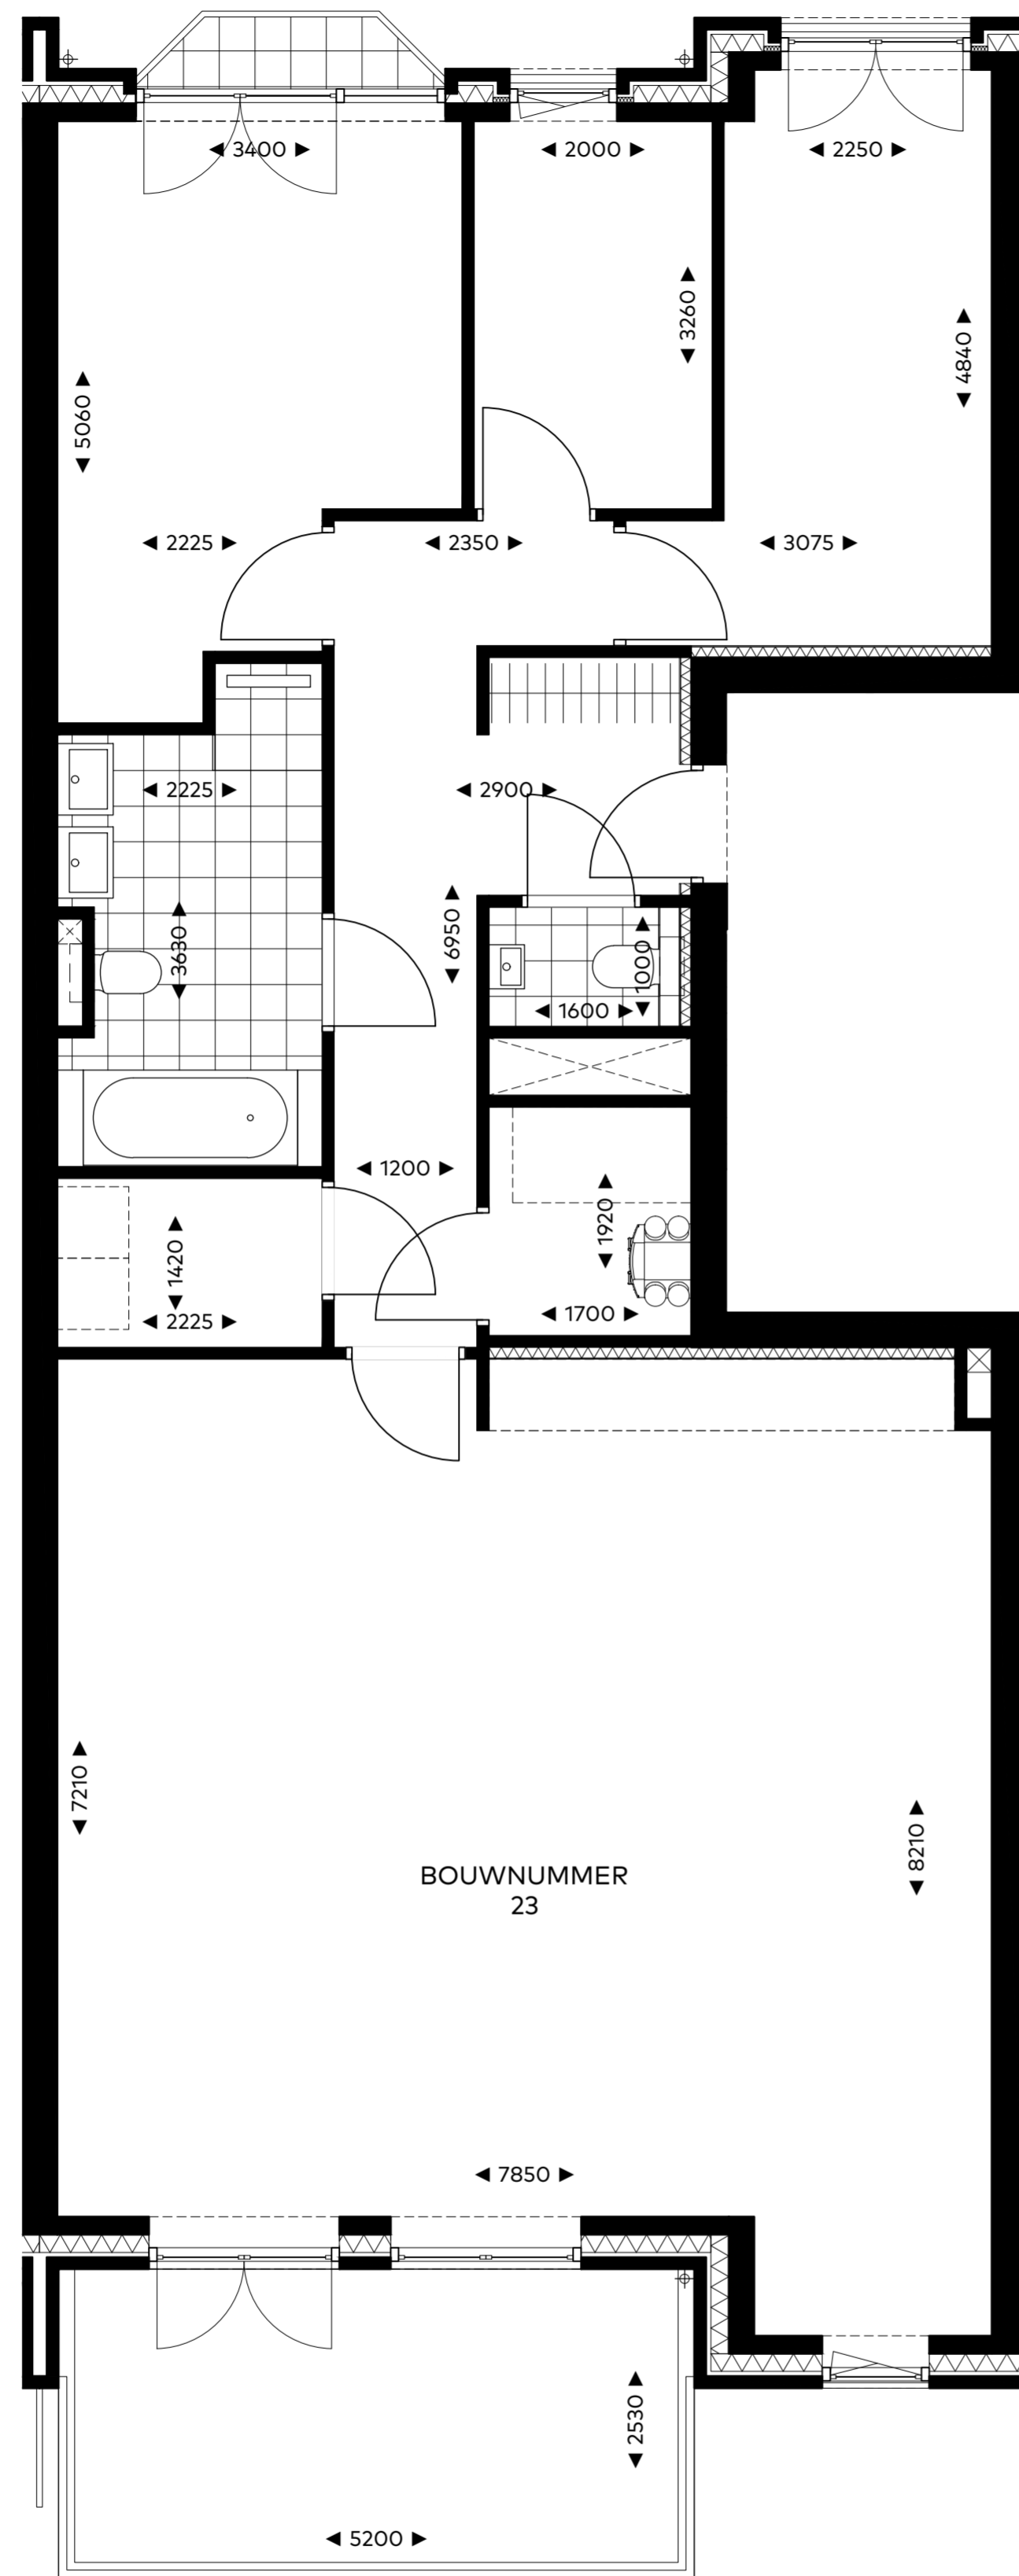 ◄ 3400 ►
◄ 2000 ►
◄ 2250 ►
◄ 3260 ►
◄ 4840 ►
◄ 5060 ►
◄ 2225 ►
◄ 2350 ►
◄ 3075 ►
◄ 2225 ►
◄ 2900 ►
◄ 3630 ►
◄ 6950 ►
◄ 1000 ►
◄ 1600 ►
◄ 1200 ►
◄ 1420 ►
◄ 1920 ►
◄ 2225 ►
◄ 1700 ►
◄ 7210 ►
◄ 8210 ►
BOUWNUMMER
23
◄ 7850 ►
◄ 2530 ►
◄ 5200 ►